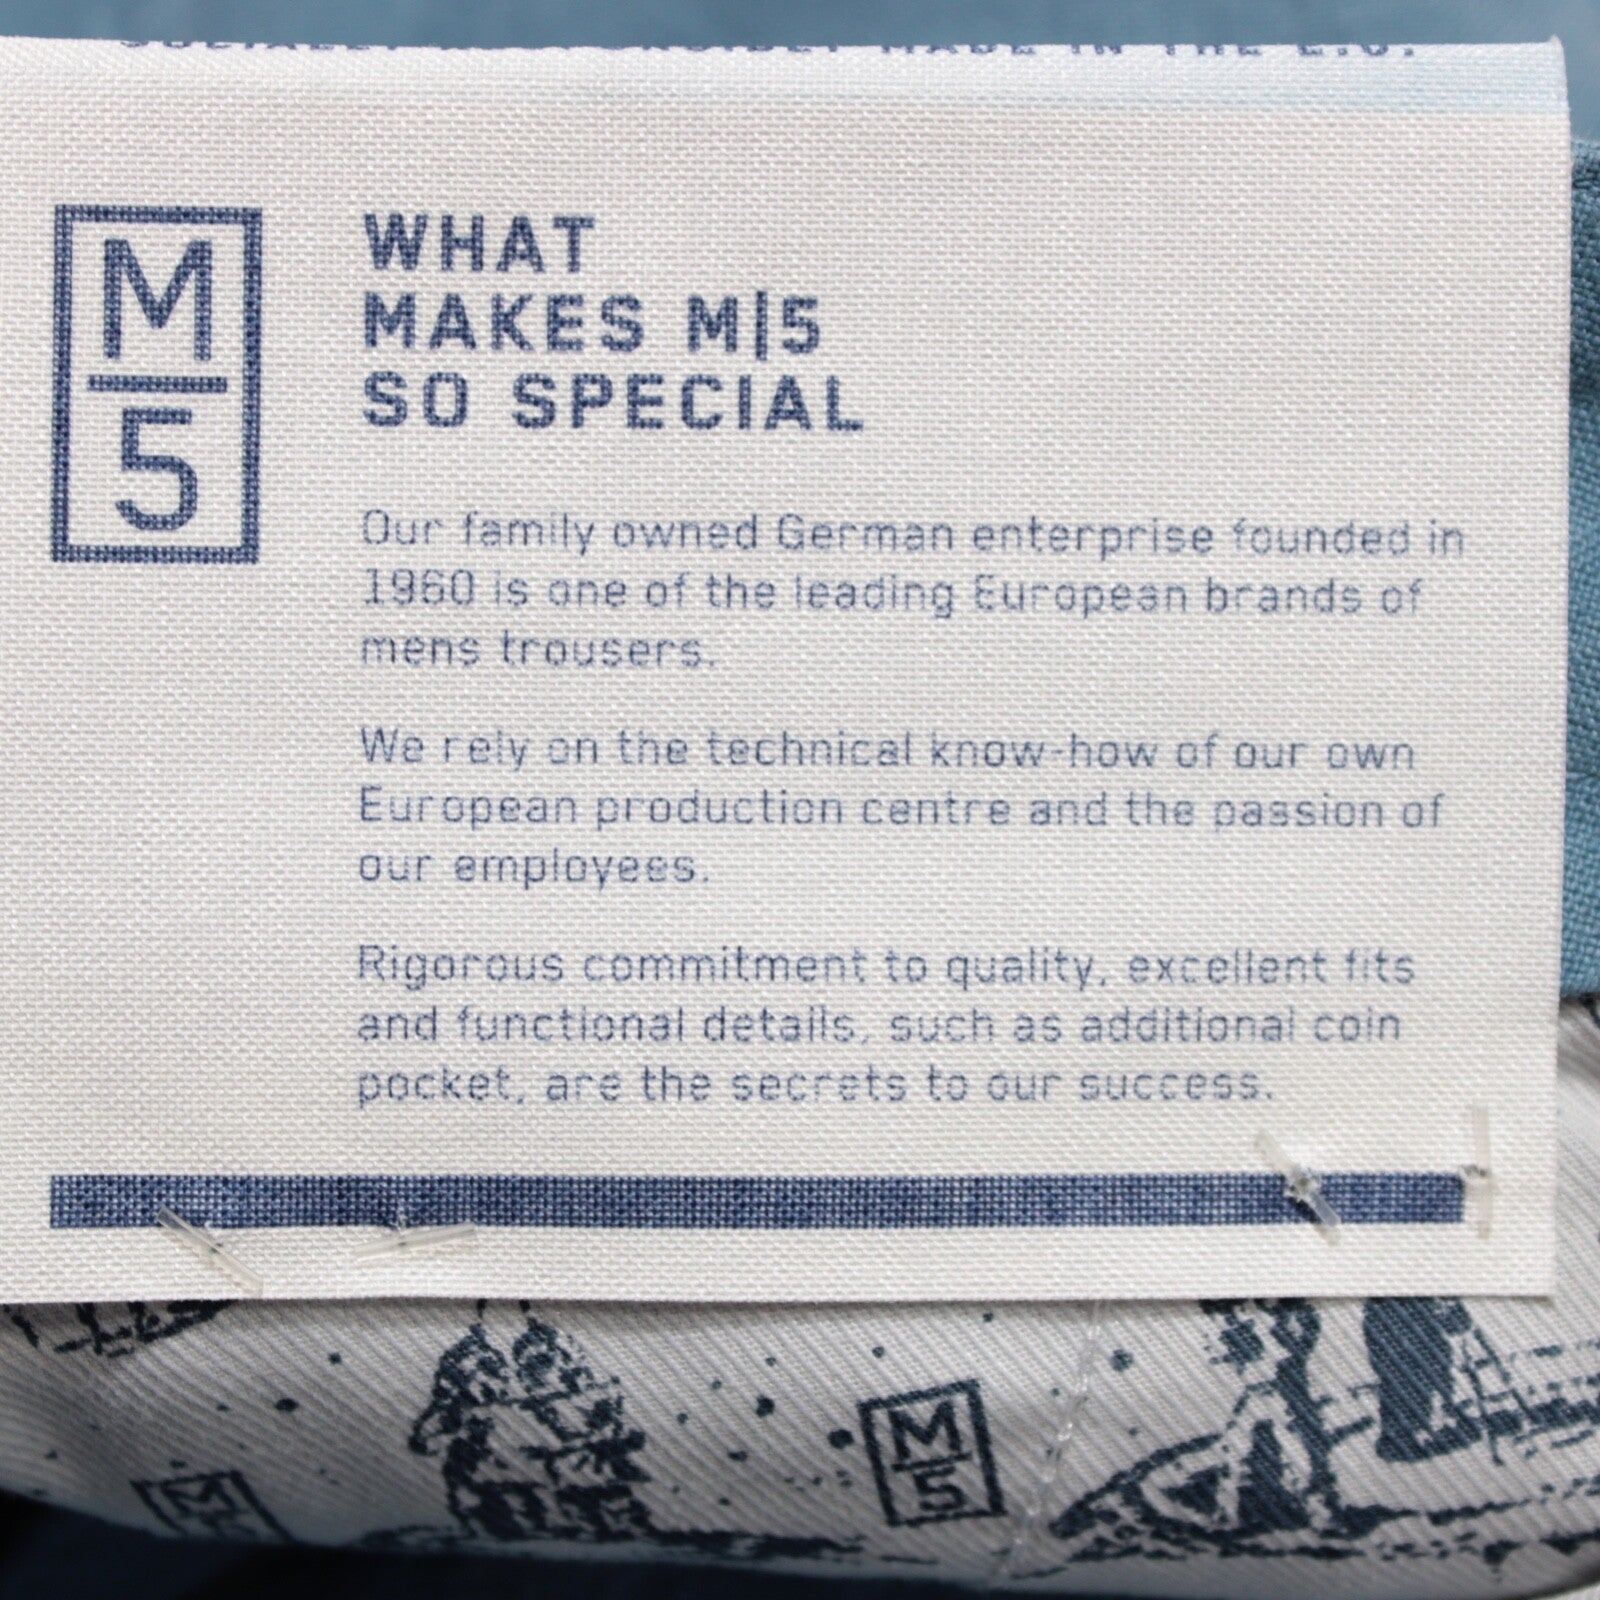 MADE IN THE E.U.
M
5
WHAT
MAKES M|5
SO SPECIAL
Our family owned German enterprise founded in
1960 is one of the leading European brands of
mens trousers.
We rely on the technical know-how of our own
European production centre and the passion of
our employees.
Rigorous commitment to quality, excellent fits
and functional details, such as additional coin
pocket, are the secrets to our success.
M
5
M